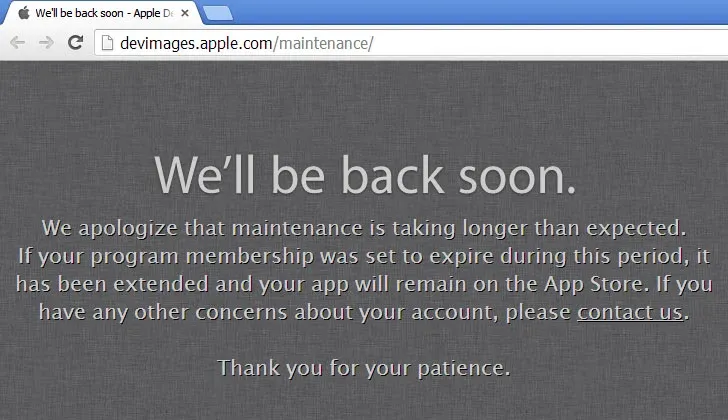 We'll be back soon - Apple De
devimages.apple.com/maintenance/
We'll be back soon.
We apologize that maintenance is taking longer than expected.
If your program membership was set to expire during this period, it
has been extended and your app will remain on the App Store. If you
have any other concerns about your account, please contact us.
Thank you for your patience.